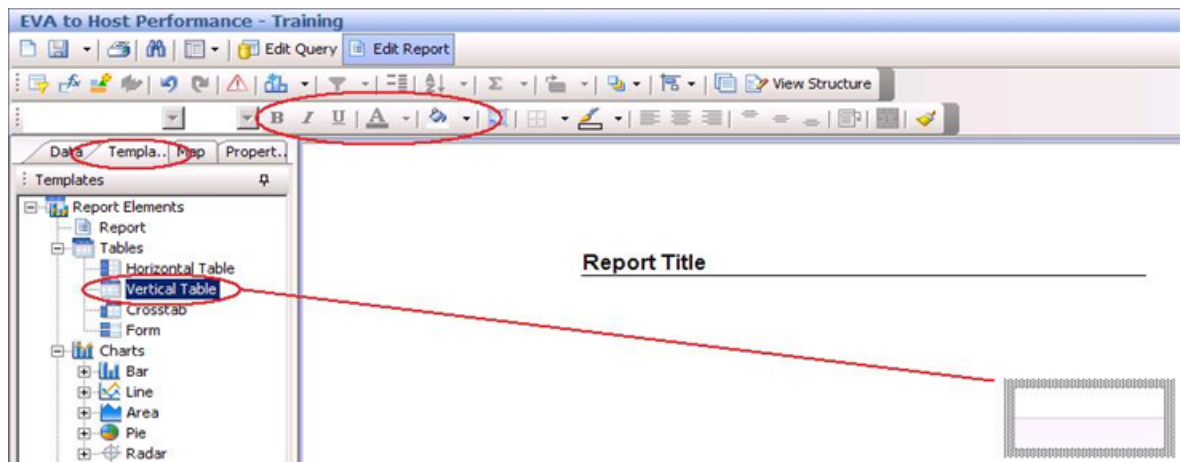 EVA to Host Performance - Training
Edit Query Edit Report
Σ View Structure
B I U A
Data Templa.. Map Propert..
Templates
Report Elements
Report
Tables
Horizontal Table
Vertical Table
Crosstab
Form
Charts
Bar
Line
Area
Pie
Radar
Report Title